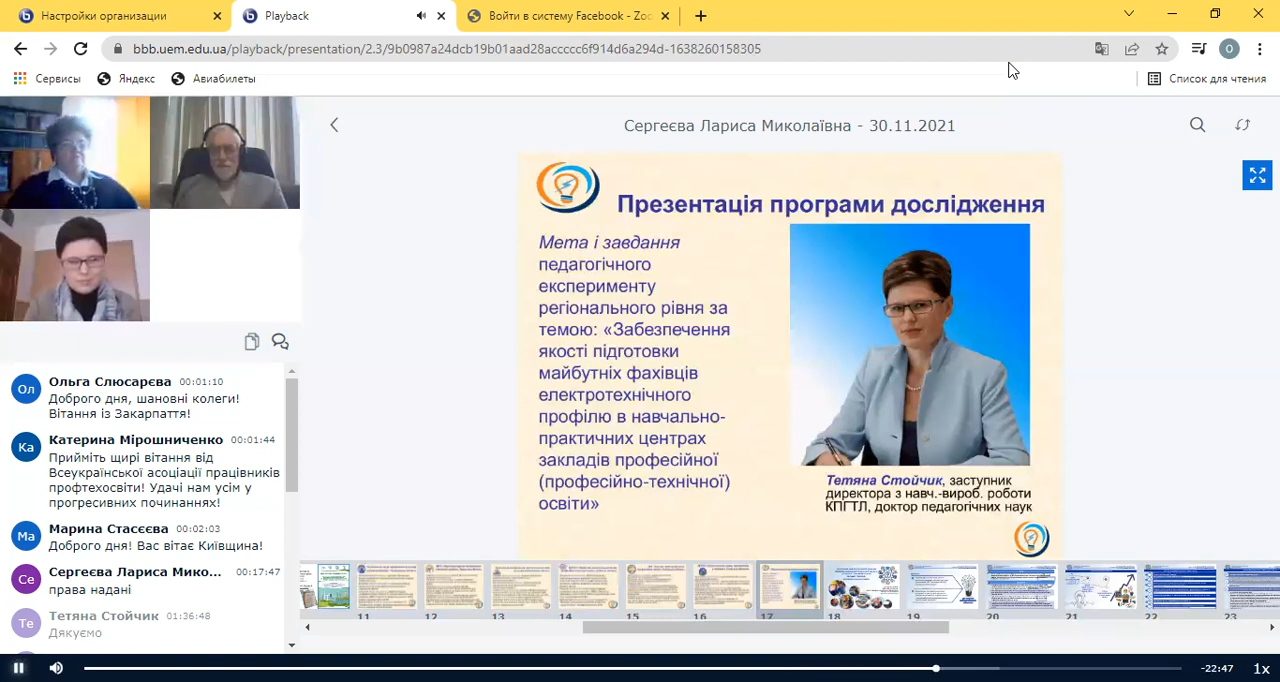 Настройки организации
Playback
Войти в систему Facebook - Zoo
bbb.uem.edu.ua/playback/presentation/2.3/9b0987a24dcb19b01aad28accccc6f914d6a294d-1638260158305
O
Сервисы
Яндекс
Авиабилеты
Список для чтения
Сергеєва Лариса Миколаївна - 30.11.2021
Презентація програми дослідження
Мета і завдання
педагогічного
експерименту
регіонального рівня за
темою: «Забезпечення
якості підготовки
майбутніх фахівців
електротехнічного
профілю в навчально-
практичних центрах
закладів професійної
(професійно-технічної)
освіти»
Тетяна Стойчик, заступник
директора з навч.-вироб. роботи
КПГТЛ, доктор педагогічних наук
Ол
Ольга Слюсарєва 00:01:10
Доброго дня, шановні колеги!
Вітання із Закарпаття!
Ка
Катерина Мірошниченко 00:01:44
Прийміть щирі вітання від
Всеукраїнської асоціації працівників
профтехосвіти! Удачі нам усім у
прогресивних починаннях!
Ма
Марина Стасєєва 00:02:03
Доброго дня! Вас вітає Київщина!
Се
Сергеєва Лариса Мико... 00:17:47
права надані
Те
Тетяна Стойчик 01:36:48
Дякуємо
11 12 13 14 15 16 17 18 19 20 21 22 23
-22:47 1x